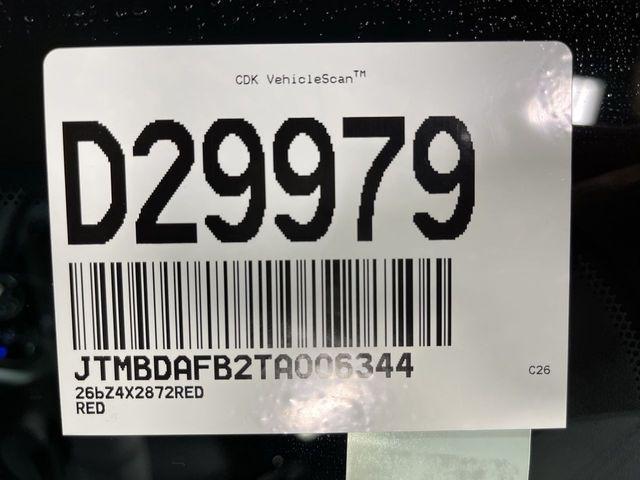 CDK VehicleScan™
D29979
JTMBDAFB2TA006344
26bZ4X2872RED
RED
C26